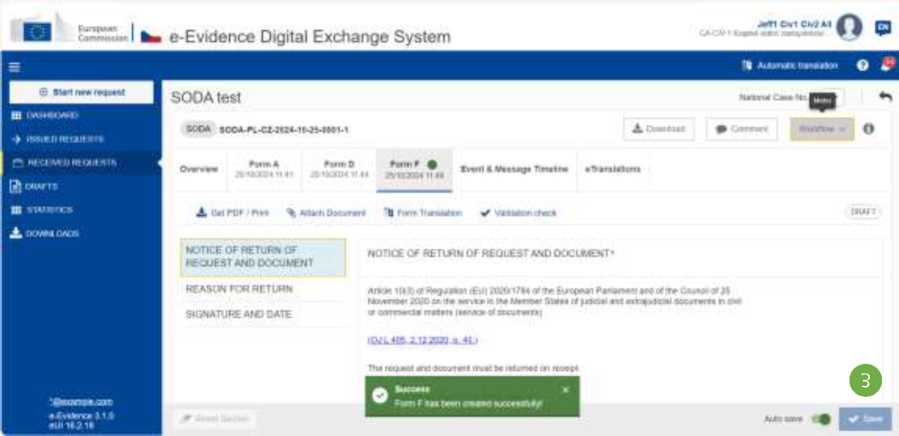 European
Commission
e-Evidence Digital Exchange System
Jeff1 Civ1 Civ2 All
EN
Automatic translation
Start new request
SODA test
National Case No.
DASHBOARD
SODA SODA-PL-CZ-2024-10-25-0001-1
Download
Comment
Workflow
ISSUED REQUESTS
RECEIVED REQUESTS
Overview
Form A
25/10/2024 11:41
Form D
25/10/2024 11:44
Form F
25/10/2024 11:48
Event & Message Timeline
eTranslations
DRAFTS
STATISTICS
DOWNLOADS
Get PDF / Print
Attach Document
Form Translation
Validation check
DRAFT
NOTICE OF RETURN OF
REQUEST AND DOCUMENT
REASON FOR RETURN
SIGNATURE AND DATE
NOTICE OF RETURN OF REQUEST AND DOCUMENT*
Article 10(3) of Regulation (EU) 2020/1784 of the European Parliament and of the Council of 25
November 2020 on the service in the Member States of judicial and extrajudicial documents in civil
or commercial matters (service of documents)
(OJ L 405, 2.12.2020, p. 40.)
The request and document must be returned on receipt
Success
Form F has been created successfully!
3
*@example.com
e-Evidence 3.1.0
eUI 16.2.16
Reset Section
Auto save
Save